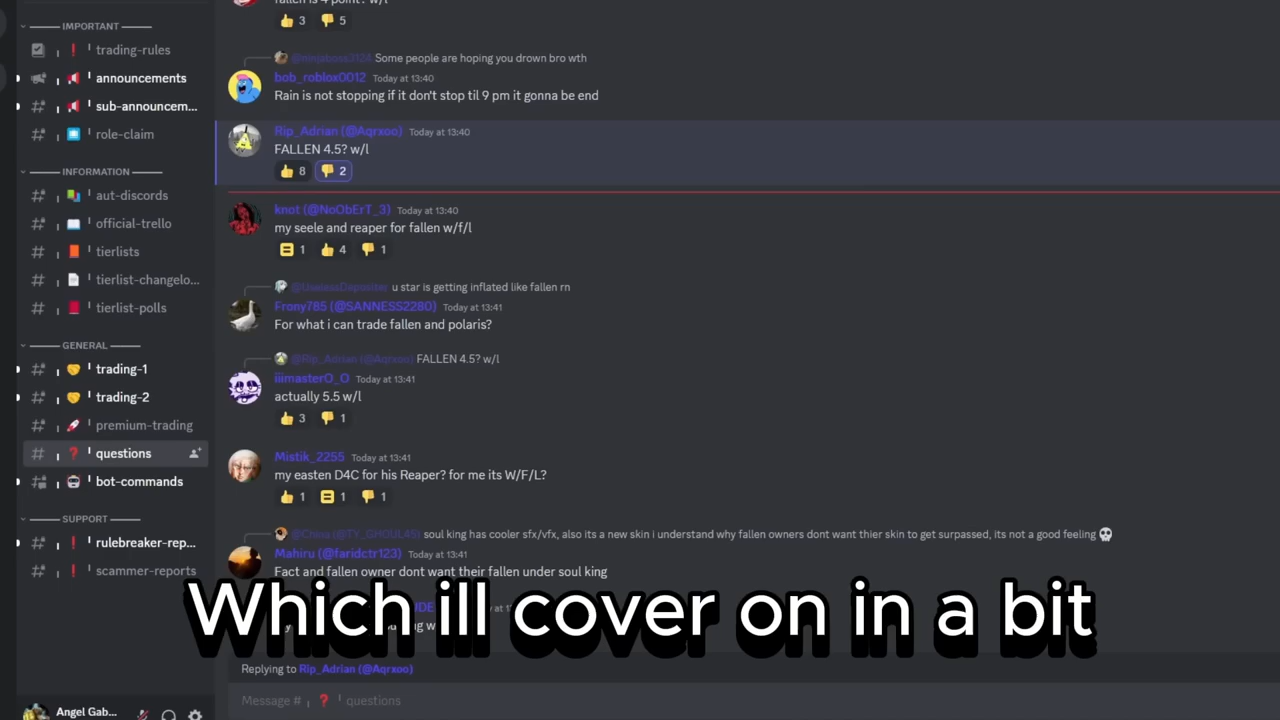 IMPORTANT
trading-rules
announcements
sub-announcem...
role-claim
INFORMATION
aut-discords
official-trello
tierlists
tierlist-changelo...
tierlist-polls
GENERAL
trading-1
trading-2
premium-trading
questions
bot-commands
SUPPORT
rulebreaker-rep...
scammer-reports
Angel Gab...
3 5
Some people are hoping you drown bro wth
bob_roblox0012 Today at 13:40
Rain is not stopping if it don't stop til 9 pm it gonna be end
Rip_Adrian (@Aqrxoo) Today at 13:40
FALLEN 4.5? w/l
8 2
knot (@NoObErT_3) Today at 13:40
my seele and reaper for fallen w/f/l
1 4 1
u star is getting inflated like fallen rn
Frony785 (@SANNESS2280) Today at 13:41
For what i can trade fallen and polaris?
@Rip_Adrian (@Aqrxoo) FALLEN 4.5? w/l
iiimasterO_O Today at 13:41
actually 5.5 w/l
3 1
Mistik_2255 Today at 13:41
my easten D4C for his Reaper? for me its W/F/L?
1 1 1
soul king has cooler sfx/vfx, also its a new skin i understand why fallen owners dont want thier skin to get surpassed, its not a good feeling
Mahiru (@faridctr123) Today at 13:41
Fact and fallen owner dont want their fallen under soul king
Which ill cover on in a bit
Replying to Rip_Adrian (@Aqrxoo)
Message # questions